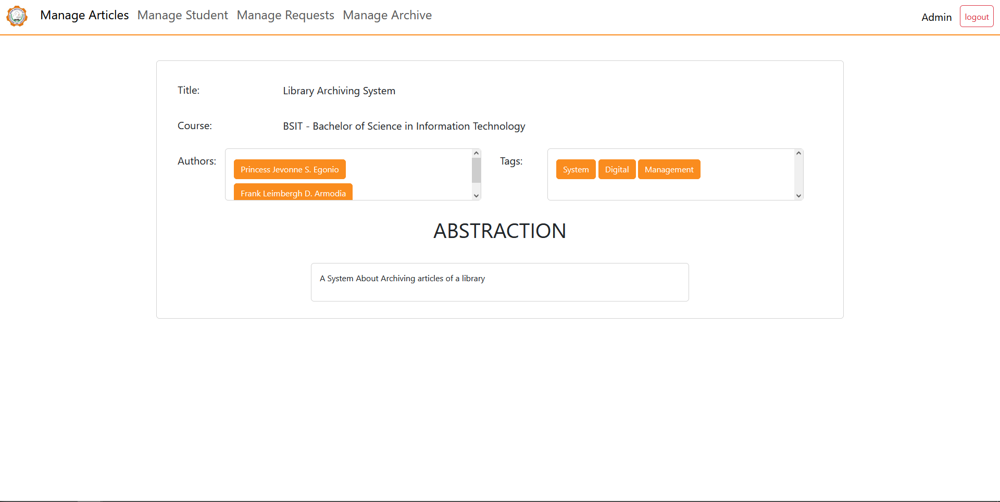 Manage Articles Manage Student Manage Requests Manage Archive Admin logout
Title: Library Archiving System
Course: BSIT - Bachelor of Science in Information Technology
Authors: Princess Jevonne S. Egonio
Frank Leimbergh D. Armodia
Tags: System Digital Management
ABSTRACTION
A System About Archiving articles of a library